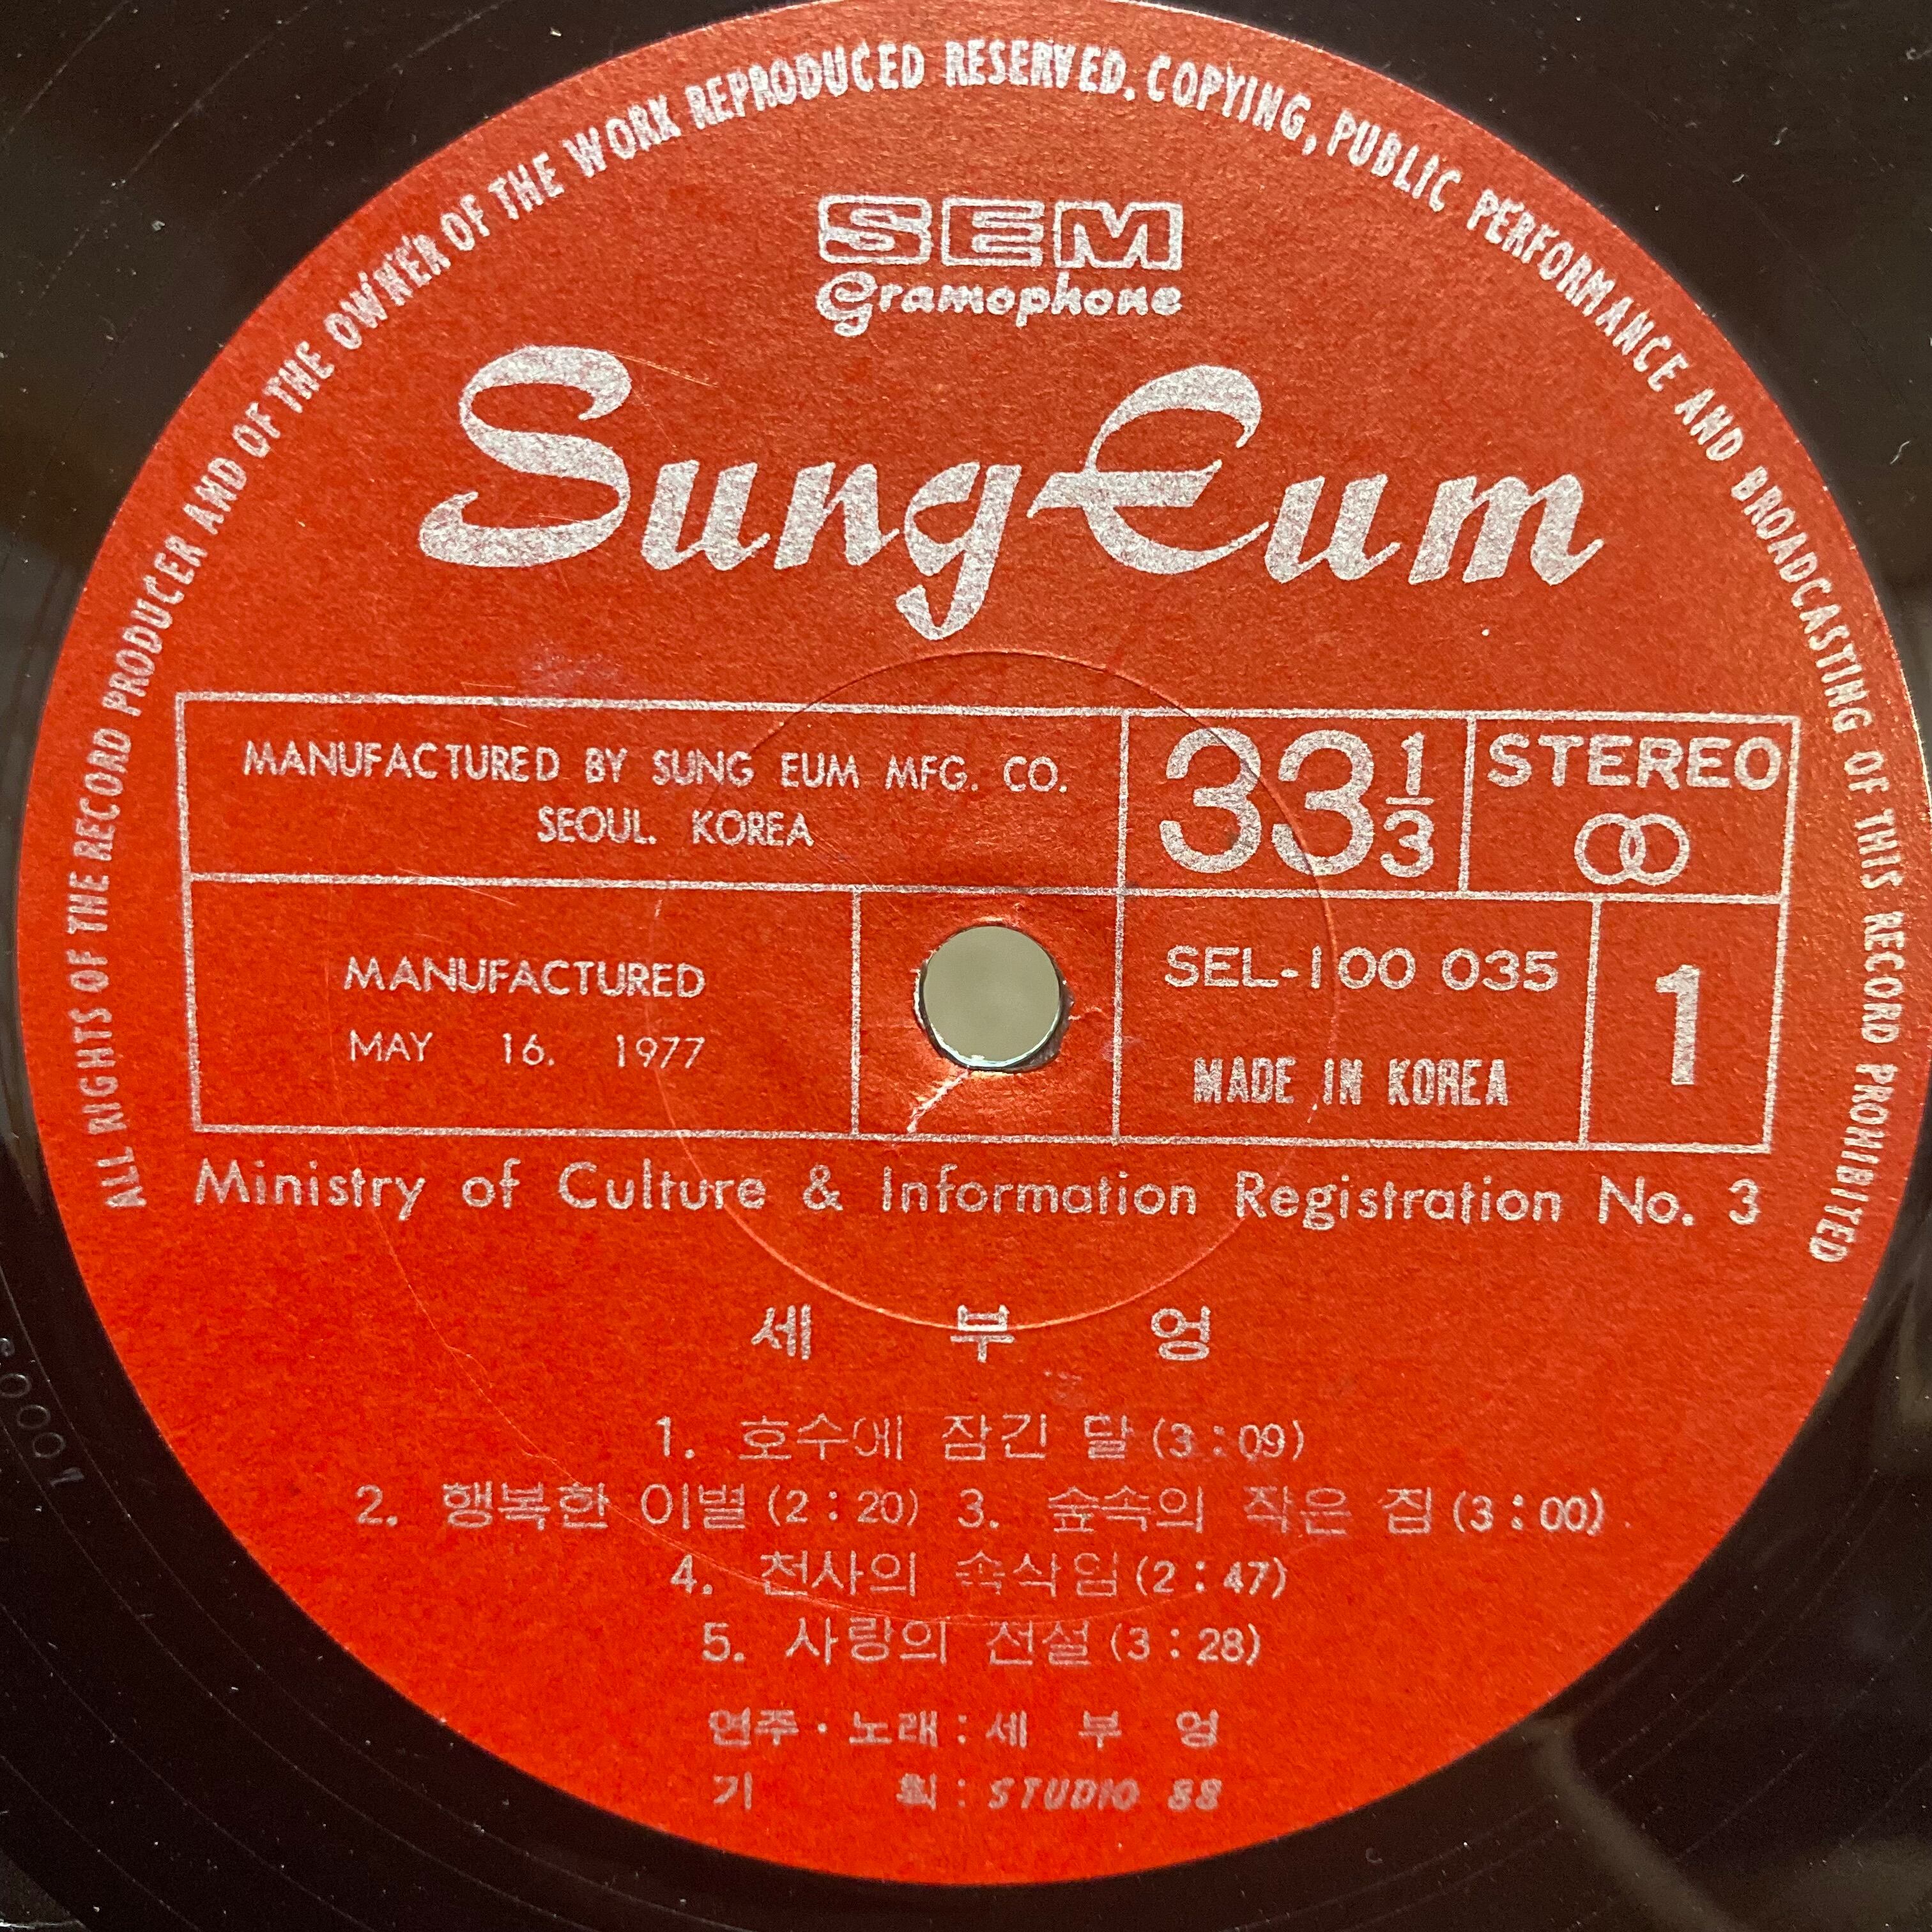 ALL RIGHTS OF THE RECORD PRODUCER AND OF THE OWNER OF THE WORK REPRODUCED RESERVED. COPYING, PUBLIC PERFORMANCE AND BROADCASTING OF THIS RECORD PROHIBITED
SEM
Gramophone
Sung Eum
MANUFACTURED BY SUNG EUM MFG. CO.
SEOUL. KOREA
33 1/3
STEREO
MANUFACTURED
MAY 16. 1977
SEL-100 035
MADE IN KOREA
1
Ministry of Culture & Information Registration No. 3
세 부 엉
1. 호수에 잠긴 달 (3:09)
2. 행복한 이별 (2:20) 3. 숲속의 작은 집 (3:00)
4. 천사의 속삭임 (2:47)
5. 사랑의 전설 (3:28)
연주·노래: 세 부 엉
기 획: STUDIO 88